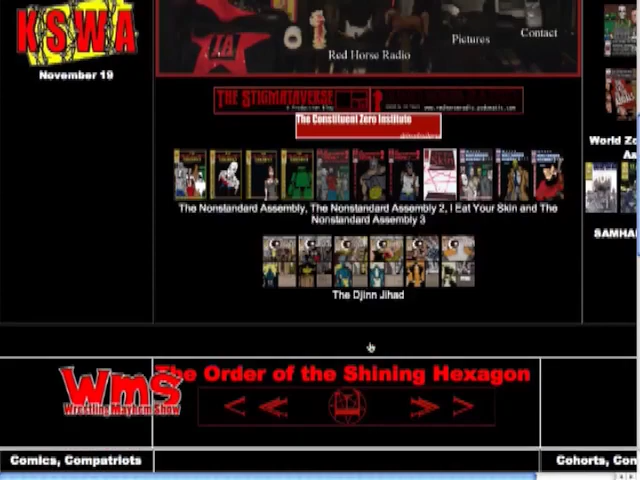 KSWA
November 19
Red Horse Radio
Pictures
Contact
THE STIGMATAVERSE
The Constituent Zero Institute
The Nonstandard Assembly, The Nonstandard Assembly 2, I Eat Your Skin and The
Nonstandard Assembly 3
World Ze
SAMHA
The Djinn Jihad
The Order of the Shining Hexagon
WMS
Wrestling Mayhem Show
Comics, Compatriots
Cohorts, Con